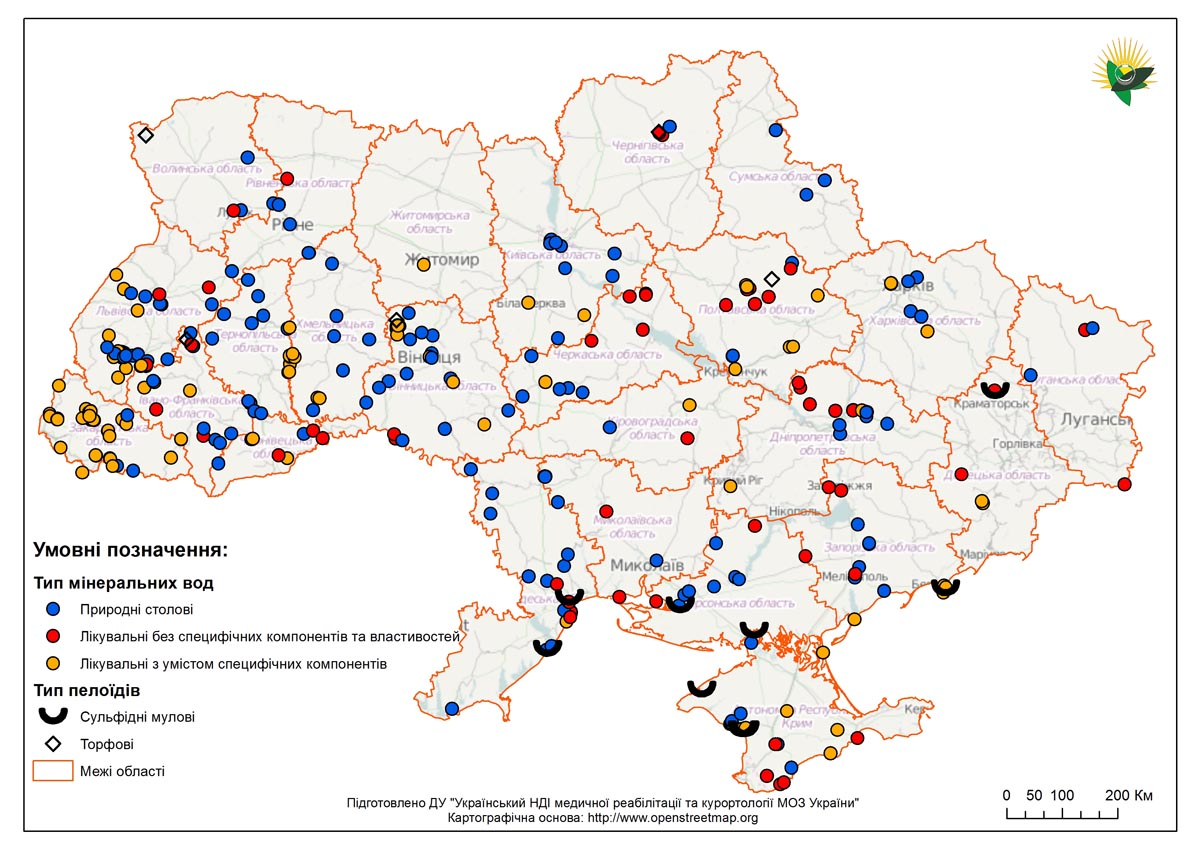 Чернігівська
область
Волинська область
Рівненська область
Сумська область
Рівне
Житомирська
область
Київська область
Житомир
Біла Церква
Полтавська
область
Харків
Харківська
область
Львівська
область
Тернопільська
область
Хмельницька
область
Вінниця
Вінницька область
Черкаська
область
Кременчук
Луганська область
Краматорськ
Луганськ
Івано-Франківська
область
Закарпатська
область
Чернівецька
область
Кіровоградська
область
Дніпропетровська
область
Горлівка
Донецька область
Кривий Ріг
Запоріжжя
Нікополь
Миколаївська
область
Миколаїв
Запорізька
область
Мелітополь
Херсонська область
Одеська
Автономна Республіка
Крим
Умовні позначення:
Тип мінеральних вод
Природні столові
Лікувальні без специфічних компонентів та властивостей
Лікувальні з умістом специфічних компонентів
Тип пелоїдів
Сульфідні мулові
Торфові
Межі області
Підготовлено ДУ "Український НДІ медичної реабілітації та курортології МОЗ України"
Картографічна основа: http://www.openstreetmap.org
0 50 100 200 Км